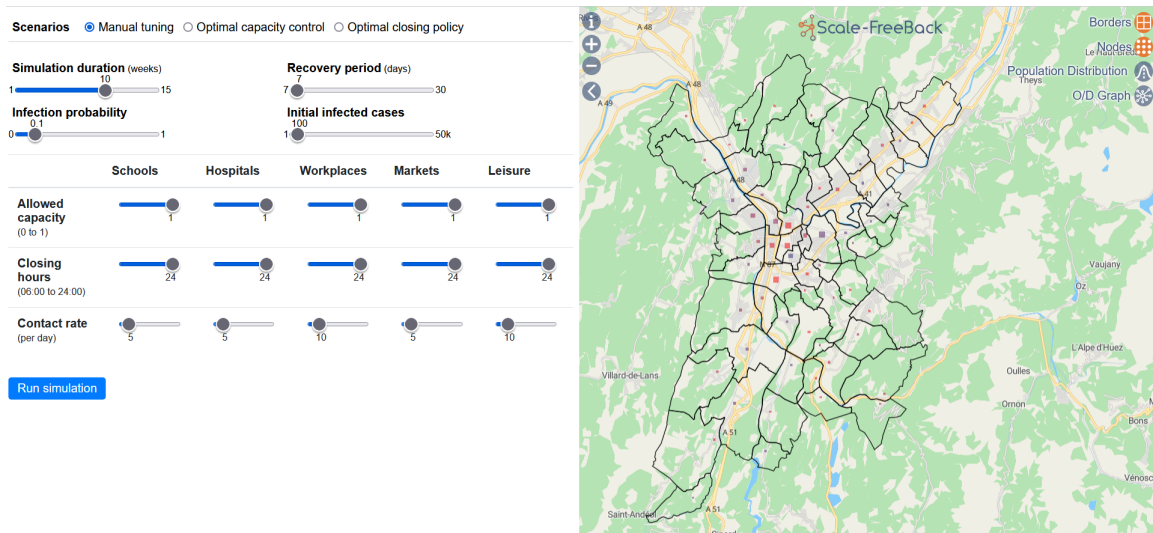 Scenarios Manual tuning Optimal capacity control Optimal closing policy
Simulation duration (weeks)
10
1 15
Recovery period (days)
7
7 30
Infection probability
0.1
0 1
Initial infected cases
100
1 50k
Schools Hospitals Workplaces Markets Leisure
Allowed
capacity
(0 to 1)
1 1 1 1 1
Closing
hours
(06:00 to 24:00)
24 24 24 24 24
Contact rate
(per day)
5 5 10 5 10
Run simulation
Scale-FreeBack
Borders
Nodes
Population Distribution
O/D Graph
A 48
A 48
A 49
Theys
A 48
A 41
N 87
Vaujany
Oz
L'Alpe d'Huez
Villard-de-Lans
Oulles
Ornon
Bons
A 51
Vénosc
Saint-Andéol
A 51